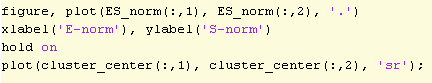 figure, plot(ES_norm(:,1), ES_norm(:,2), '.')
xlabel('E-norm'), ylabel('S-norm')
hold on
plot(cluster_center(:,1), cluster_center(:,2), 'sr');